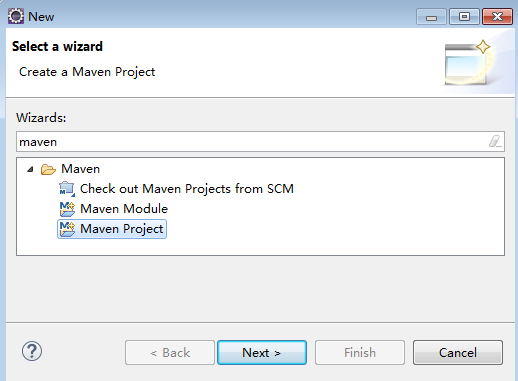 New
Select a wizard
Create a Maven Project
Wizards:
maven
Maven
Check out Maven Projects from SCM
Maven Module
Maven Project
< Back
Next >
Finish
Cancel